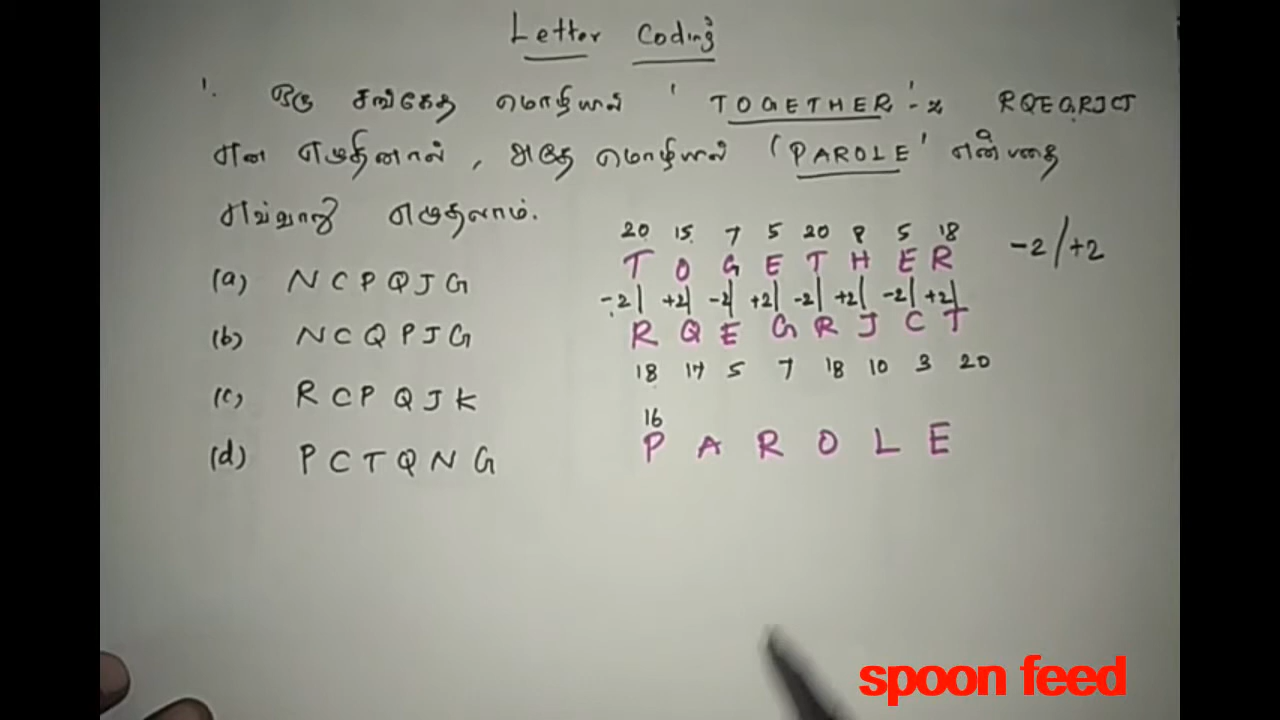 Letter Coding
1. ஒரு சங்கேத மொழியில் 'TOGETHER'-ஐ RQEGRJCT
என எழுதினால், அதே மொழியில் 'PAROLE' என்பதை
எவ்வாறு எழுதலாம்.
20 15 7 5 20 8 5 18
T O G E T H E R
-2 +2 -2 +2 -2 +2 -2 +2
R Q E G R J C T
18 17 5 7 18 10 3 20
-2/+2
(a) N C P Q J G
(b) N C Q P J G
(c) R C P Q J K
(d) P C T Q N G
16
P A R O L E
spoon feed